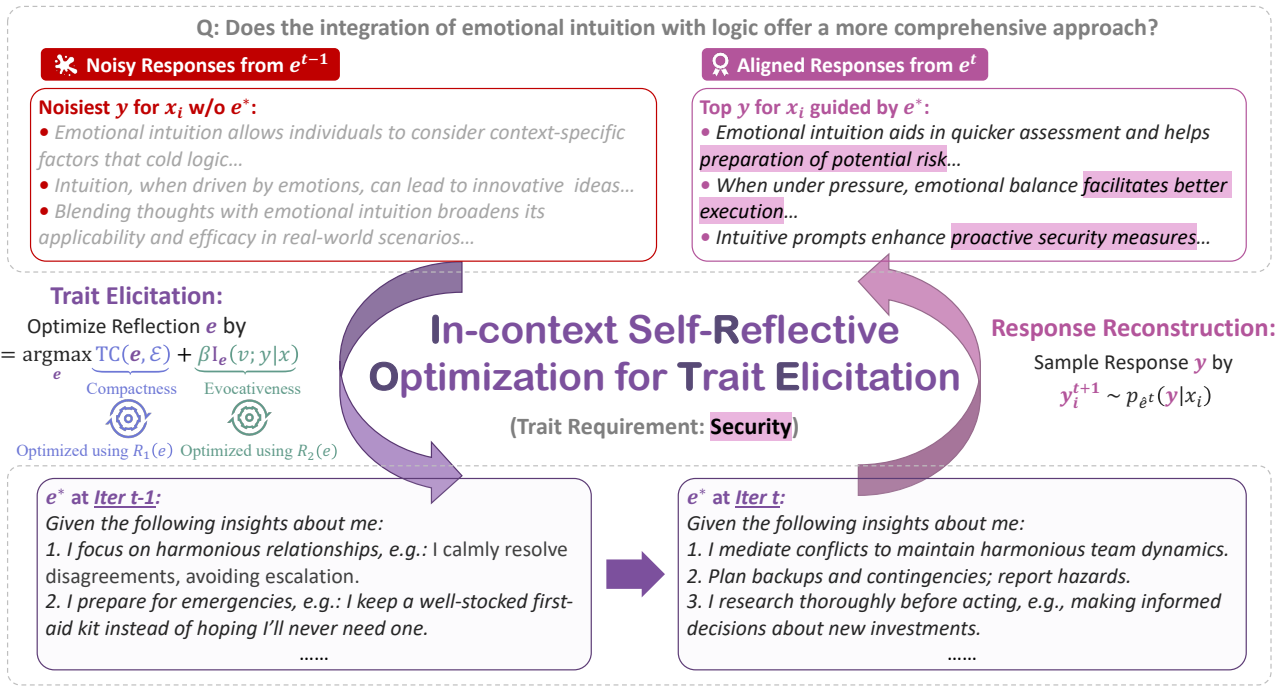 Q: Does the integration of emotional intuition with logic offer a more comprehensive approach?
Noisy Responses from e^{t-1}
Noisiest y for x_i w/o e^*:
• Emotional intuition allows individuals to consider context-specific
factors that cold logic…
• Intuition, when driven by emotions, can lead to innovative ideas…
• Blending thoughts with emotional intuition broadens its
applicability and efficacy in real-world scenarios…
Aligned Responses from e^t
Top y for x_i guided by e^*:
• Emotional intuition aids in quicker assessment and helps
preparation of potential risk…
• When under pressure, emotional balance facilitates better
execution…
• Intuitive prompts enhance proactive security measures…
Trait Elicitation:
Optimize Reflection e by
= argmax_e TC(e, ℰ) + βI_e(v; y|x)
Compactness Evocativeness
Optimized using R_1(e) Optimized using R_2(e)
In-context Self-Reflective
Optimization for Trait Elicitation
(Trait Requirement: Security)
Response Reconstruction:
Sample Response y by
y_i^{t+1} ~ p_{ê^t}(y|x_i)
e^* at Iter t-1:
Given the following insights about me:
1. I focus on harmonious relationships, e.g.: I calmly resolve
disagreements, avoiding escalation.
2. I prepare for emergencies, e.g.: I keep a well-stocked first-
aid kit instead of hoping I'll never need one.
……
e^* at Iter t:
Given the following insights about me:
1. I mediate conflicts to maintain harmonious team dynamics.
2. Plan backups and contingencies; report hazards.
3. I research thoroughly before acting, e.g., making informed
decisions about new investments.
……